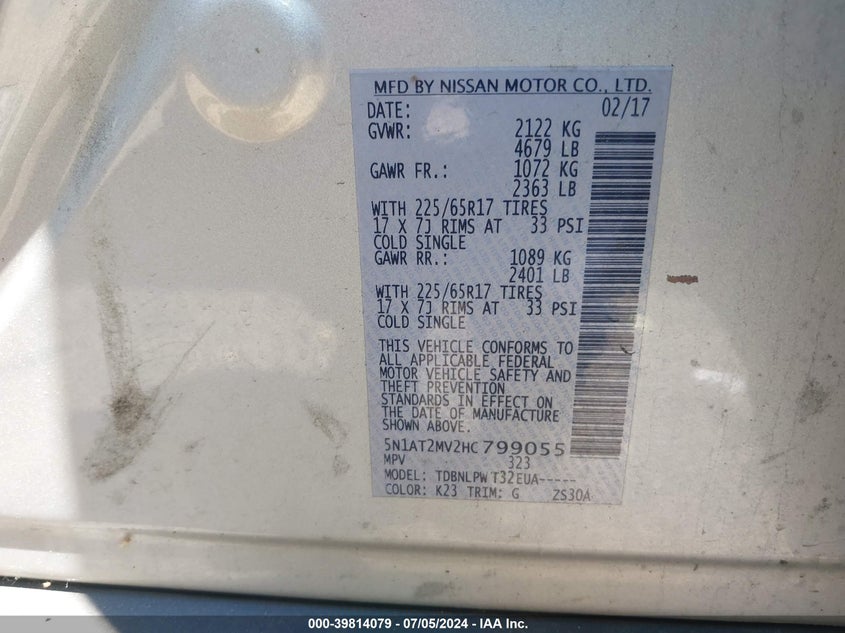 MFD BY NISSAN MOTOR CO., LTD.
DATE: 02/17
GVWR: 2122 KG
4679 LB
GAWR FR.: 1072 KG
2363 LB
WITH 225/65R17 TIRES
17 X 7J RIMS AT 33 PSI
COLD SINGLE
GAWR RR.: 1089 KG
2401 LB
WITH 225/65R17 TIRES
17 X 7J RIMS AT 33 PSI
COLD SINGLE
THIS VEHICLE CONFORMS TO
ALL APPLICABLE FEDERAL
MOTOR VEHICLE SAFETY AND
THEFT PREVENTION
STANDARDS IN EFFECT ON
THE DATE OF MANUFACTURE
SHOWN ABOVE.
5N1AT2MV2HC799055
MPV 323
MODEL: TDBNLPWT32EUA-----
COLOR: K23 TRIM: G ZS30A
000-39814079 - 07/05/2024 - IAA Inc.